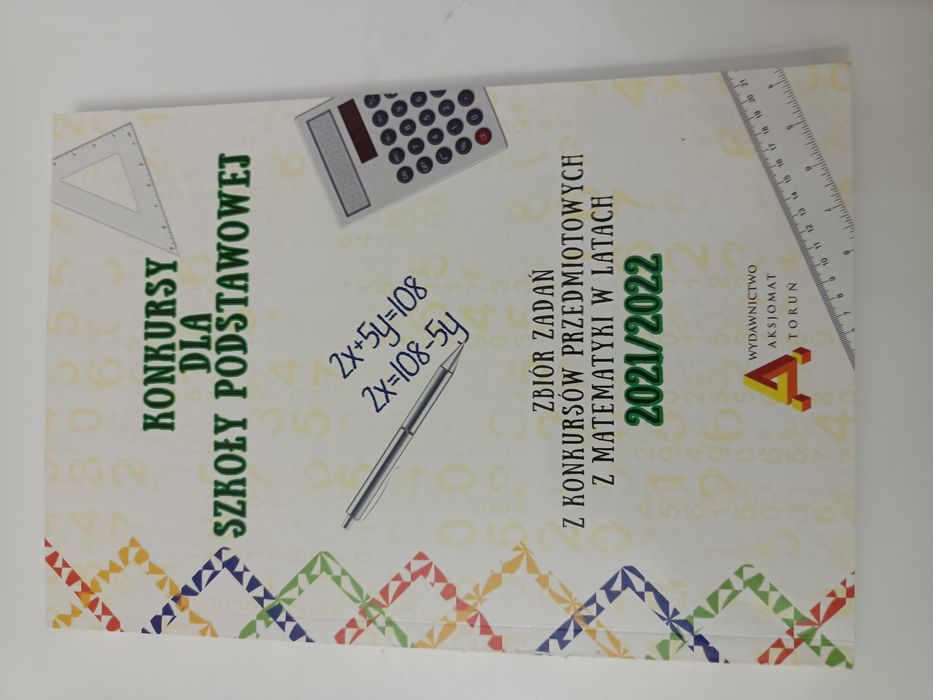 KONKURSY
DLA
SZKOŁY PODSTAWOWEJ
2x+5y=108
2x=108-5y
ZBIÓR ZADAŃ
Z KONKURSÓW PRZEDMIOTOWYCH
Z MATEMATYKI W LATACH
2021/2022
WYDAWNICTWO
AKSJOMAT
TORUŃ